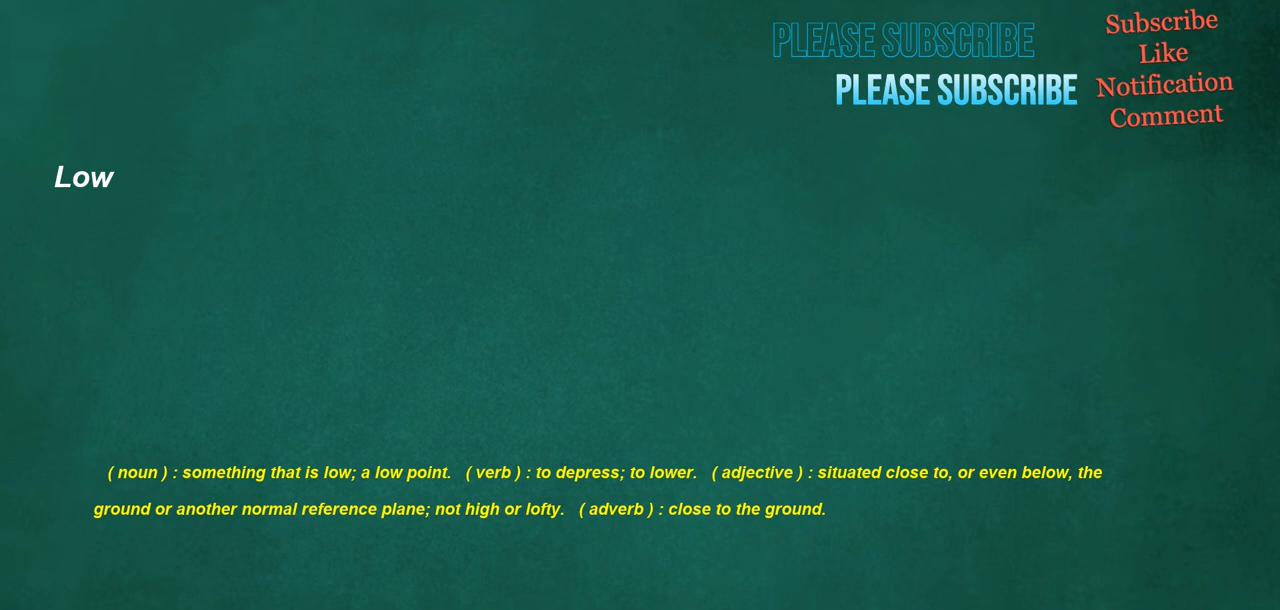 PLEASE SUBSCRIBE
PLEASE SUBSCRIBE
Subscribe
Like
Notification
Comment
Low
( noun ) : something that is low; a low point. ( verb ) : to depress; to lower. ( adjective ) : situated close to, or even below, the
ground or another normal reference plane; not high or lofty. ( adverb ) : close to the ground.